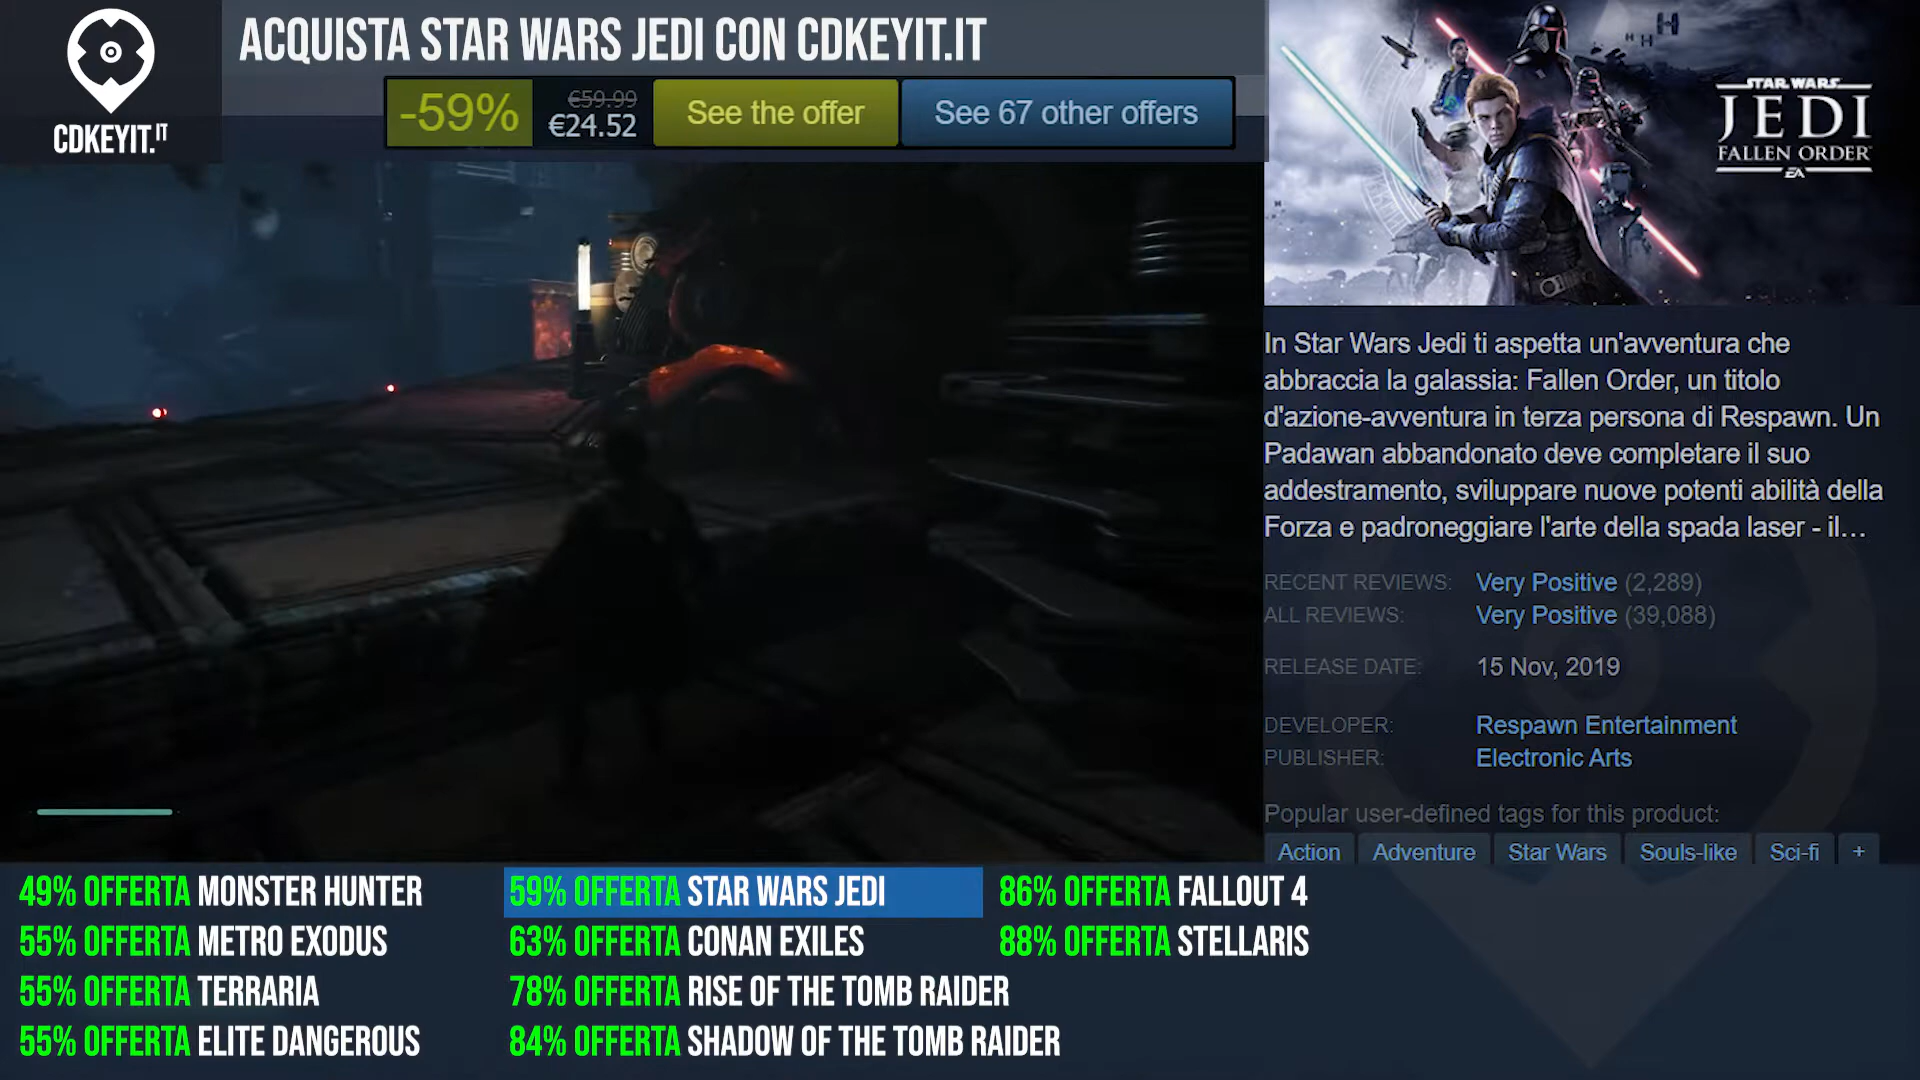 CDKEYIT.IT
ACQUISTA STAR WARS JEDI CON CDKEYIT.IT
-59%
€59.99
€24.52
See the offer
See 67 other offers
STAR WARS
JEDI
FALLEN ORDER
EA
In Star Wars Jedi ti aspetta un'avventura che
abbraccia la galassia: Fallen Order, un titolo
d'azione-avventura in terza persona di Respawn. Un
Padawan abbandonato deve completare il suo
addestramento, sviluppare nuove potenti abilità della
Forza e padroneggiare l'arte della spada laser - il...
RECENT REVIEWS: Very Positive (2,289)
ALL REVIEWS: Very Positive (39,088)
RELEASE DATE: 15 Nov, 2019
DEVELOPER: Respawn Entertainment
PUBLISHER: Electronic Arts
Popular user-defined tags for this product:
Action Adventure Star Wars Souls-like Sci-fi +
49% OFFERTA MONSTER HUNTER
55% OFFERTA METRO EXODUS
55% OFFERTA TERRARIA
55% OFFERTA ELITE DANGEROUS
59% OFFERTA STAR WARS JEDI
63% OFFERTA CONAN EXILES
78% OFFERTA RISE OF THE TOMB RAIDER
84% OFFERTA SHADOW OF THE TOMB RAIDER
86% OFFERTA FALLOUT 4
88% OFFERTA STELLARIS